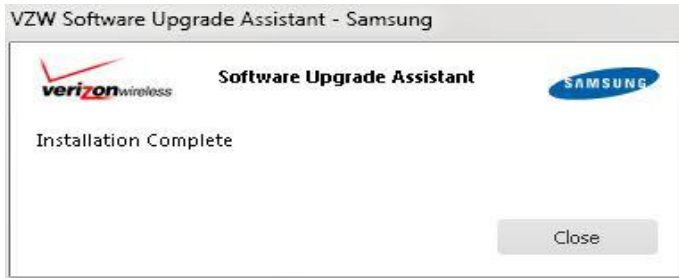 VZW Software Upgrade Assistant - Samsung
verizonwireless
Software Upgrade Assistant
SAMSUNG
Installation Complete
Close